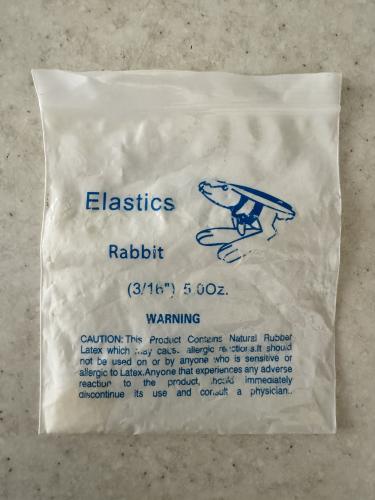 Elastics
Rabbit
(3/16") 5.0Oz.
WARNING
CAUTION: This Product Contains Natural Rubber
Latex which may cause allergic reactions.It should
not be used on or by anyone who is sensitive or
allergic to Latex.Anyone that experiences any adverse
reaction to the product, should immediately
discontinue its use and consult a physician..